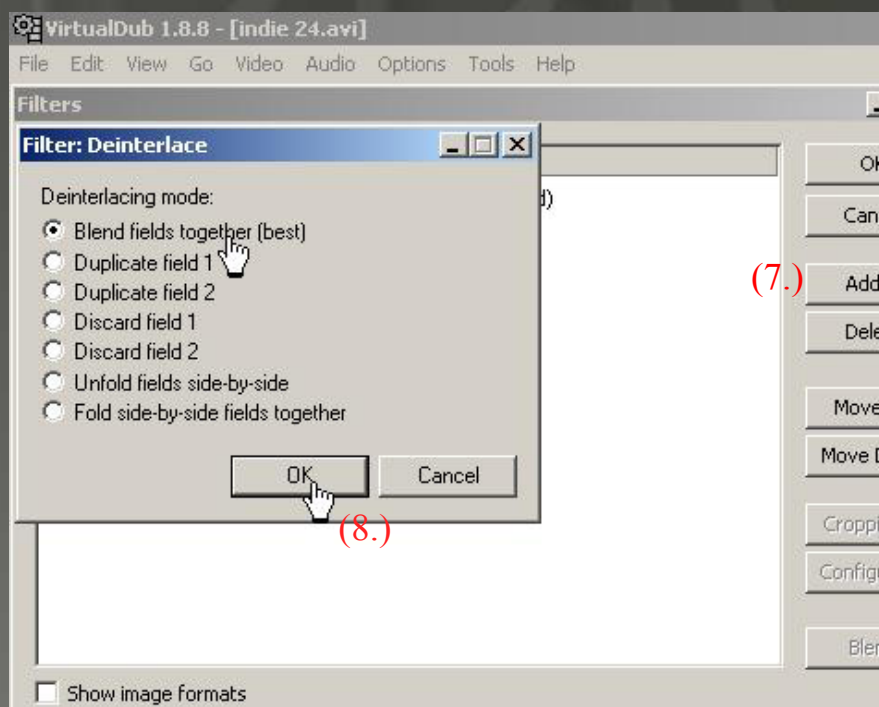 VirtualDub 1.8.8 - [indie 24.avi]
File Edit View Go Video Audio Options Tools Help
Filters
Filter: Deinterlace
Deinterlacing mode:
Blend fields together (best)
Duplicate field 1
Duplicate field 2
Discard field 1
Discard field 2
Unfold fields side-by-side
Fold side-by-side fields together
OK Cancel
(8.)
(7.)
Add
Move
Show image formats